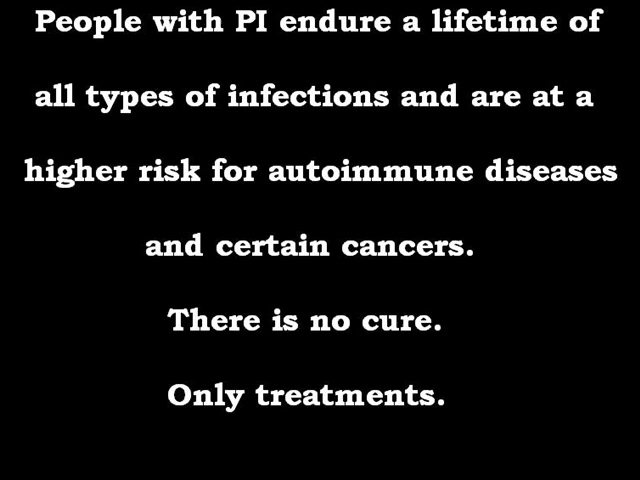 People with PI endure a lifetime of
all types of infections and are at a
higher risk for autoimmune diseases
and certain cancers.
There is no cure.
Only treatments.